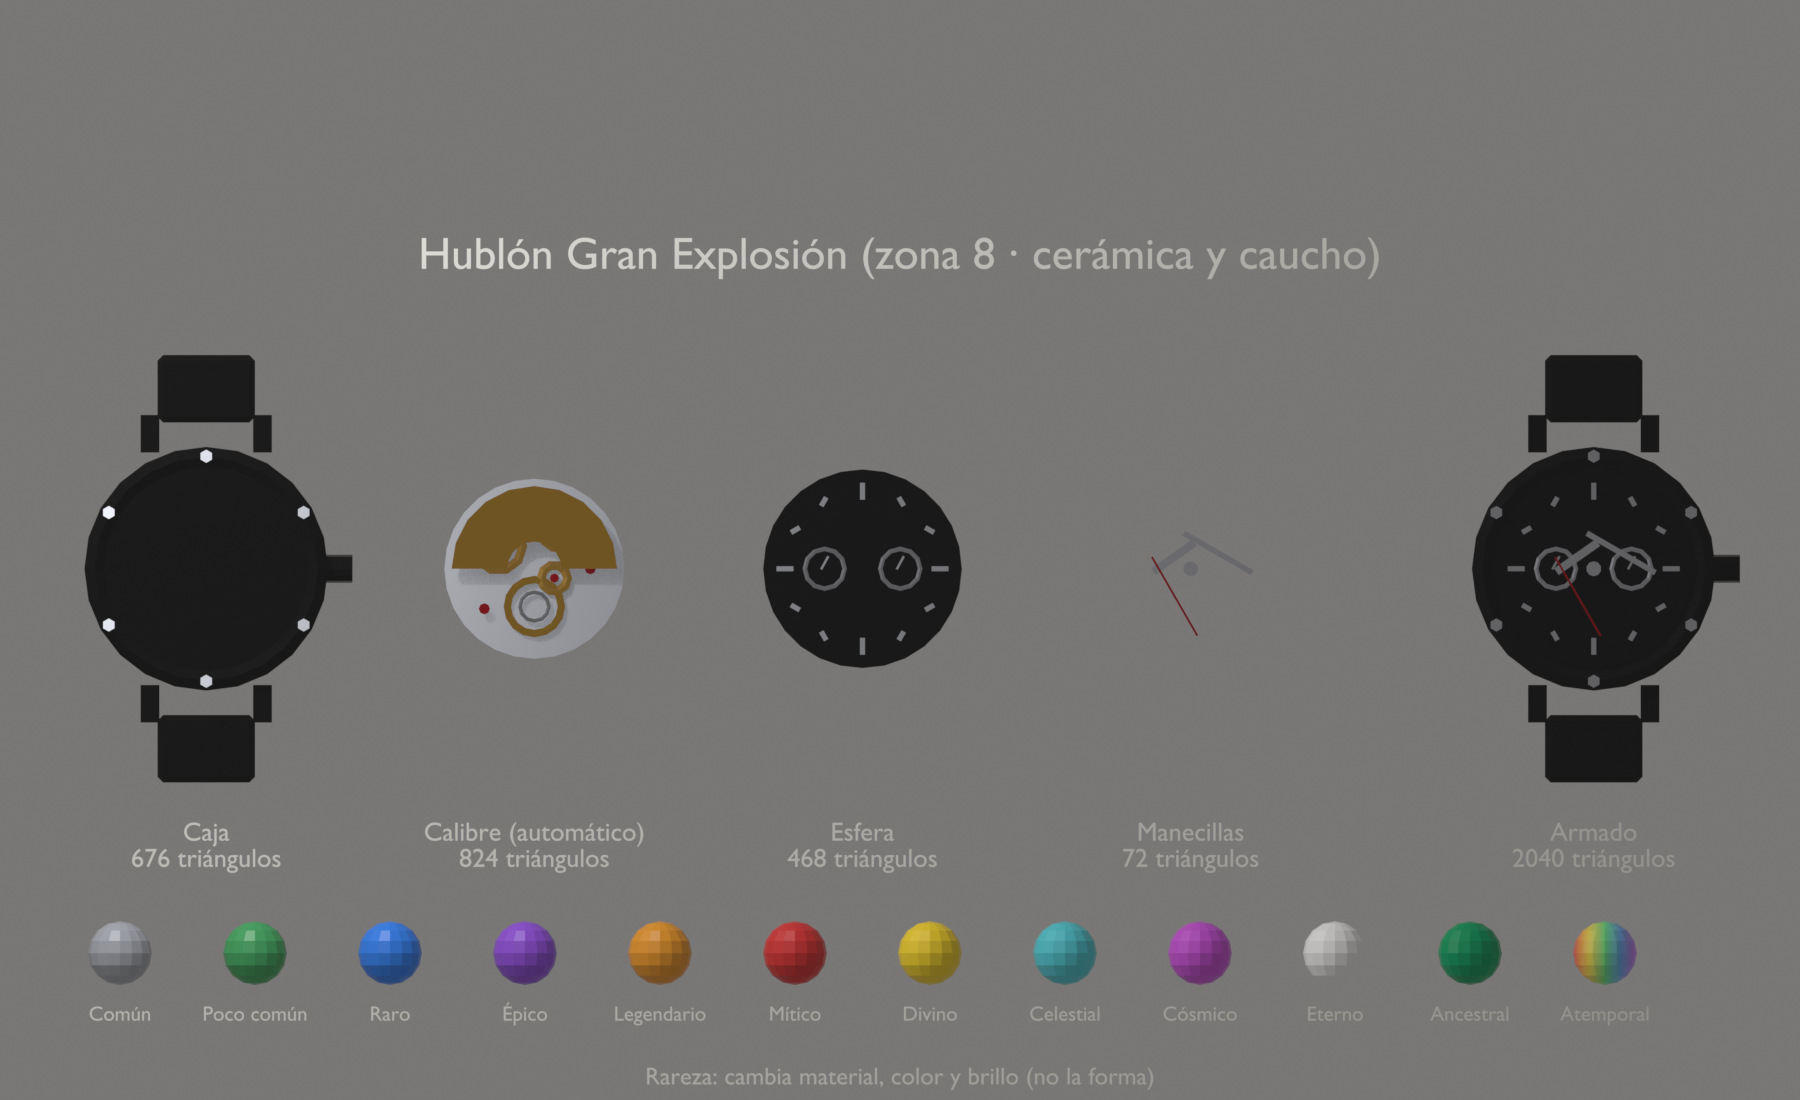 Hublón Gran Explosión (zona 8 · cerámica y caucho)
Caja
676 triángulos
Calibre (automático)
824 triángulos
Esfera
468 triángulos
Manecillas
72 triángulos
Armado
2040 triángulos
Común
Poco común
Raro
Épico
Legendario
Mítico
Divino
Celestial
Cósmico
Eterno
Ancestral
Atemporal
Rareza: cambia material, color y brillo (no la forma)